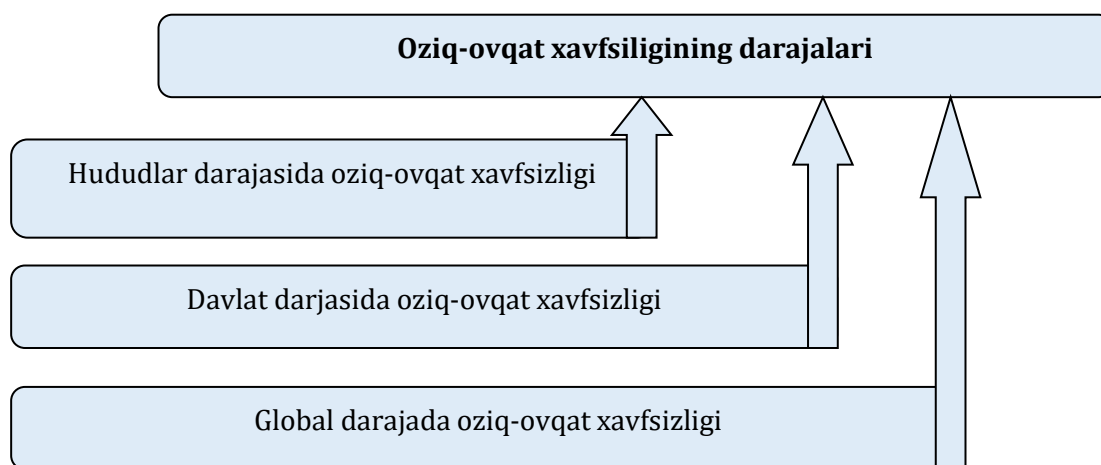 Oziq-ovqat xavfsiligining darajalari
Hududlar darajasida oziq-ovqat xavfsizligi
Davlat darjasida oziq-ovqat xavfsizligi
Global darajada oziq-ovqat xavfsizligi